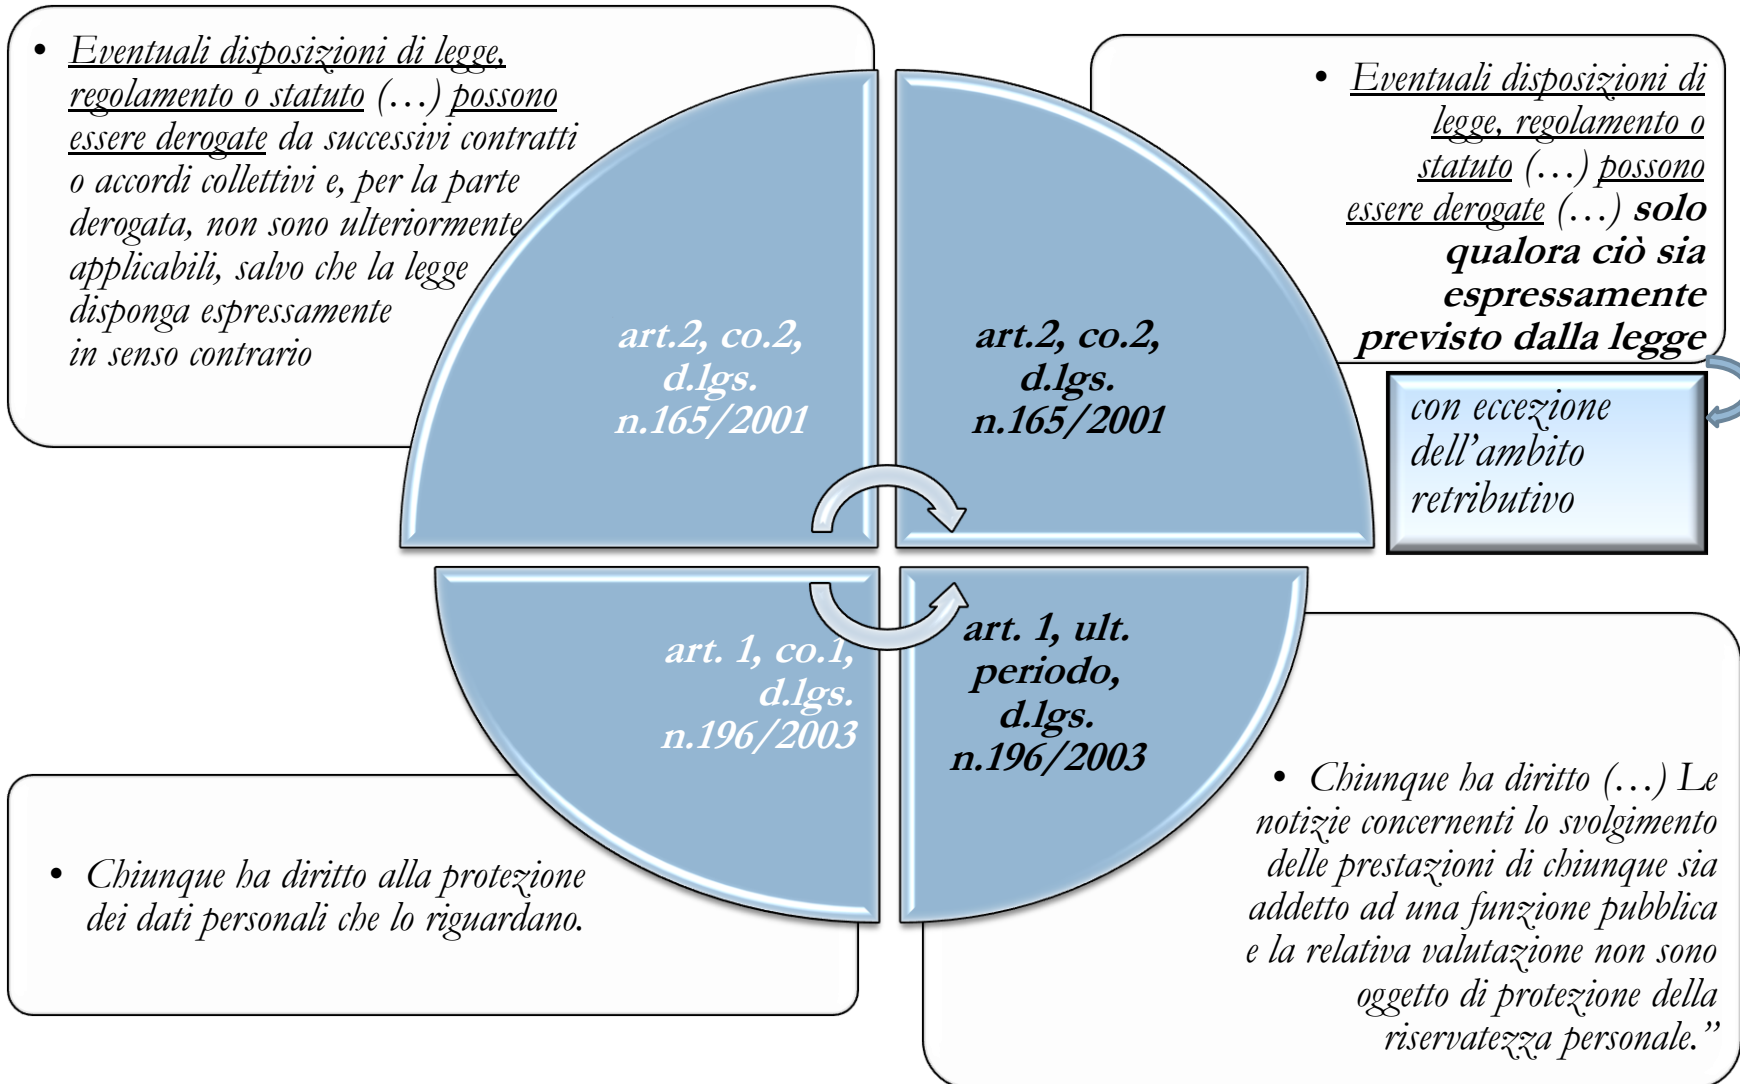 • Eventuali disposizioni di legge,
regolamento o statuto (…) possono
essere derogate da successivi contratti
o accordi collettivi e, per la parte
derogata, non sono ulteriormente
applicabili, salvo che la legge
disponga espressamente
in senso contrario
art.2, co.2,
d.lgs.
n.165/2001
art.2, co.2,
d.lgs.
n.165/2001
• Eventuali disposizioni di
legge, regolamento o
statuto (…) possono
essere derogate (…) solo
qualora ciò sia
espressamente
previsto dalla legge
con eccezione
dell’ambito
retributivo
art. 1, co.1,
d.lgs.
n.196/2003
art. 1, ult.
periodo,
d.lgs.
n.196/2003
• Chiunque ha diritto alla protezione
dei dati personali che lo riguardano.
• Chiunque ha diritto (…) Le
notizie concernenti lo svolgimento
delle prestazioni di chiunque sia
addetto ad una funzione pubblica
e la relativa valutazione non sono
oggetto di protezione della
riservatezza personale.”